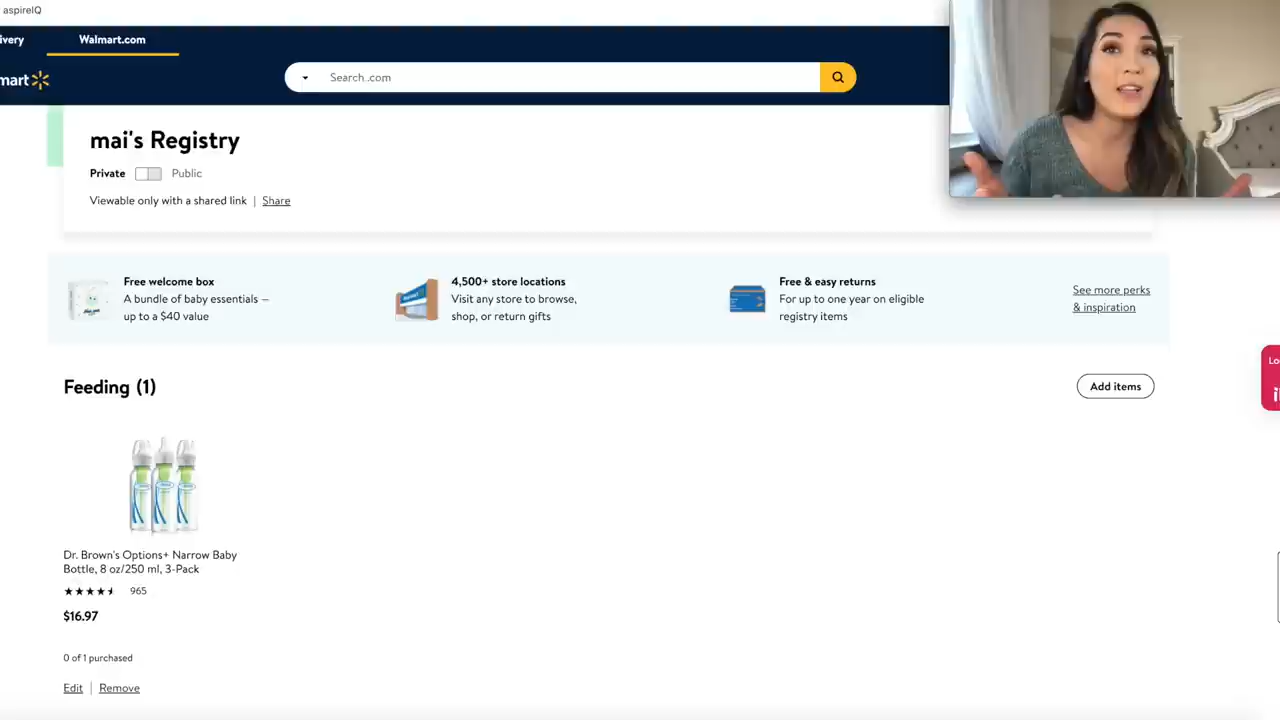 aspireIQ
ivery
Walmart.com
mart
Search .com
mai's Registry
Private
Public
Viewable only with a shared link | Share
Free welcome box
A bundle of baby essentials —
up to a $40 value
4,500+ store locations
Visit any store to browse,
shop, or return gifts
Free & easy returns
For up to one year on eligible
registry items
See more perks
& inspiration
Lo
Feeding (1)
Add items
Dr. Brown's Options+ Narrow Baby
Bottle, 8 oz/250 ml, 3-Pack
965
$16.97
0 of 1 purchased
Edit | Remove